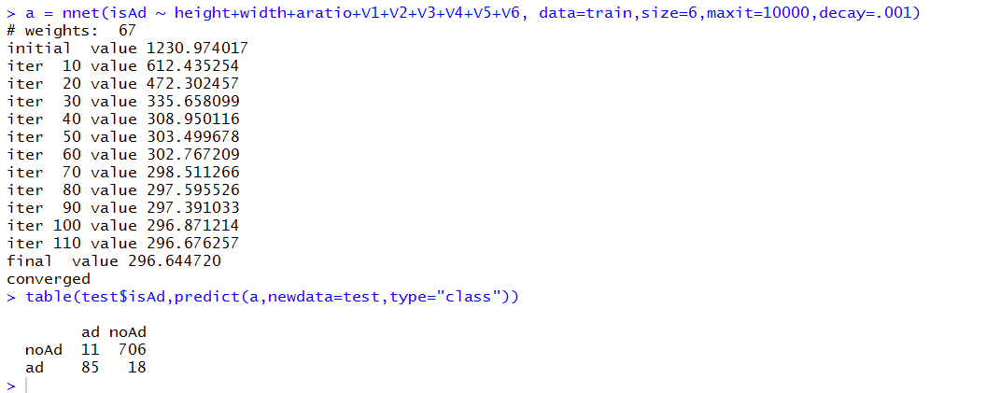 > a = nnet(isAd ~ height+width+aratio+V1+V2+V3+V4+V5+V6, data=train,size=6,maxit=10000,decay=.001)
# weights:  67
initial  value 1230.974017
iter  10 value 612.435254
iter  20 value 472.302457
iter  30 value 335.658099
iter  40 value 308.950116
iter  50 value 303.499678
iter  60 value 302.767209
iter  70 value 298.511266
iter  80 value 297.595526
iter  90 value 297.391033
iter 100 value 296.871214
iter 110 value 296.676257
final  value 296.644720
converged
> table(test$isAd,predict(a,newdata=test,type="class"))
        ad noAd
  noAd  11  706
  ad    85   18
>